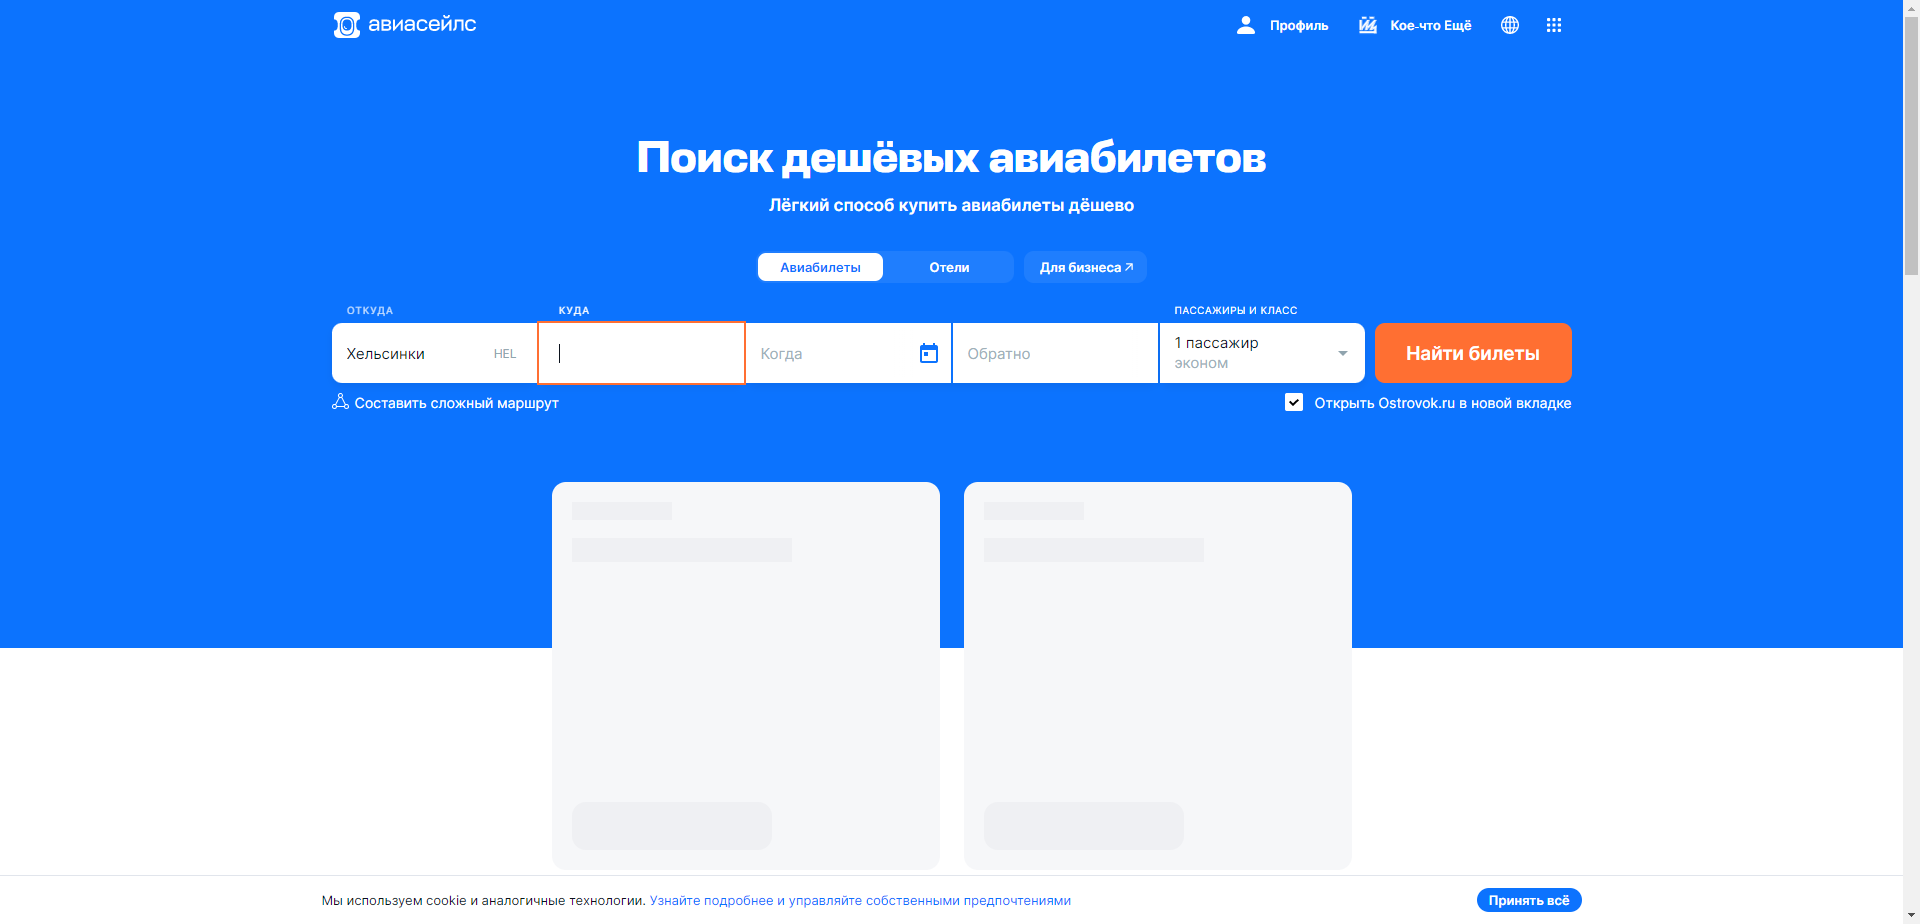 авиасейлс
Профиль
Кое-что Ещё
Поиск дешёвых авиабилетов
Лёгкий способ купить авиабилеты дёшево
Авиабилеты
Отели
Для бизнеса
ОТКУДА
КУДА
ПАССАЖИРЫ И КЛАСС
Хельсинки
HEL
Когда
Обратно
1 пассажир
эконом
Найти билеты
Составить сложный маршрут
Открыть Ostrovok.ru в новой вкладке
Мы используем cookie и аналогичные технологии. Узнайте подробнее и управляйте собственными предпочтениями
Принять всё